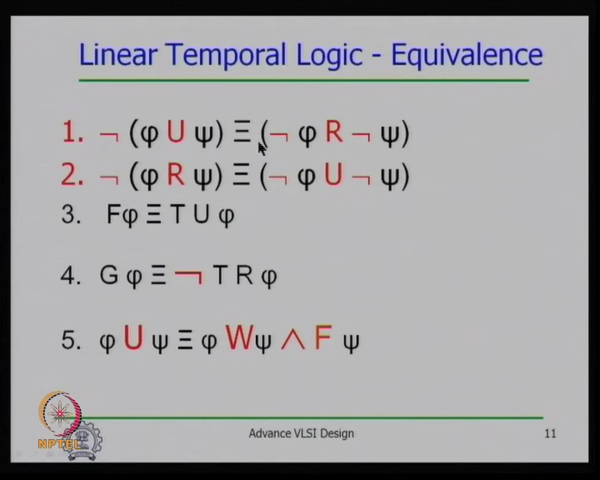 Linear Temporal Logic - Equivalence
1. ¬ (φ U ψ) Ξ (¬ φ R ¬ ψ)
2. ¬ (φ R ψ) Ξ (¬ φ U ¬ ψ)
3. Fφ Ξ T U φ
4. G φ Ξ ¬ T R φ
5. φ U ψ Ξ φ Wψ ∧ F ψ
NPTEL
Advance VLSI Design
11